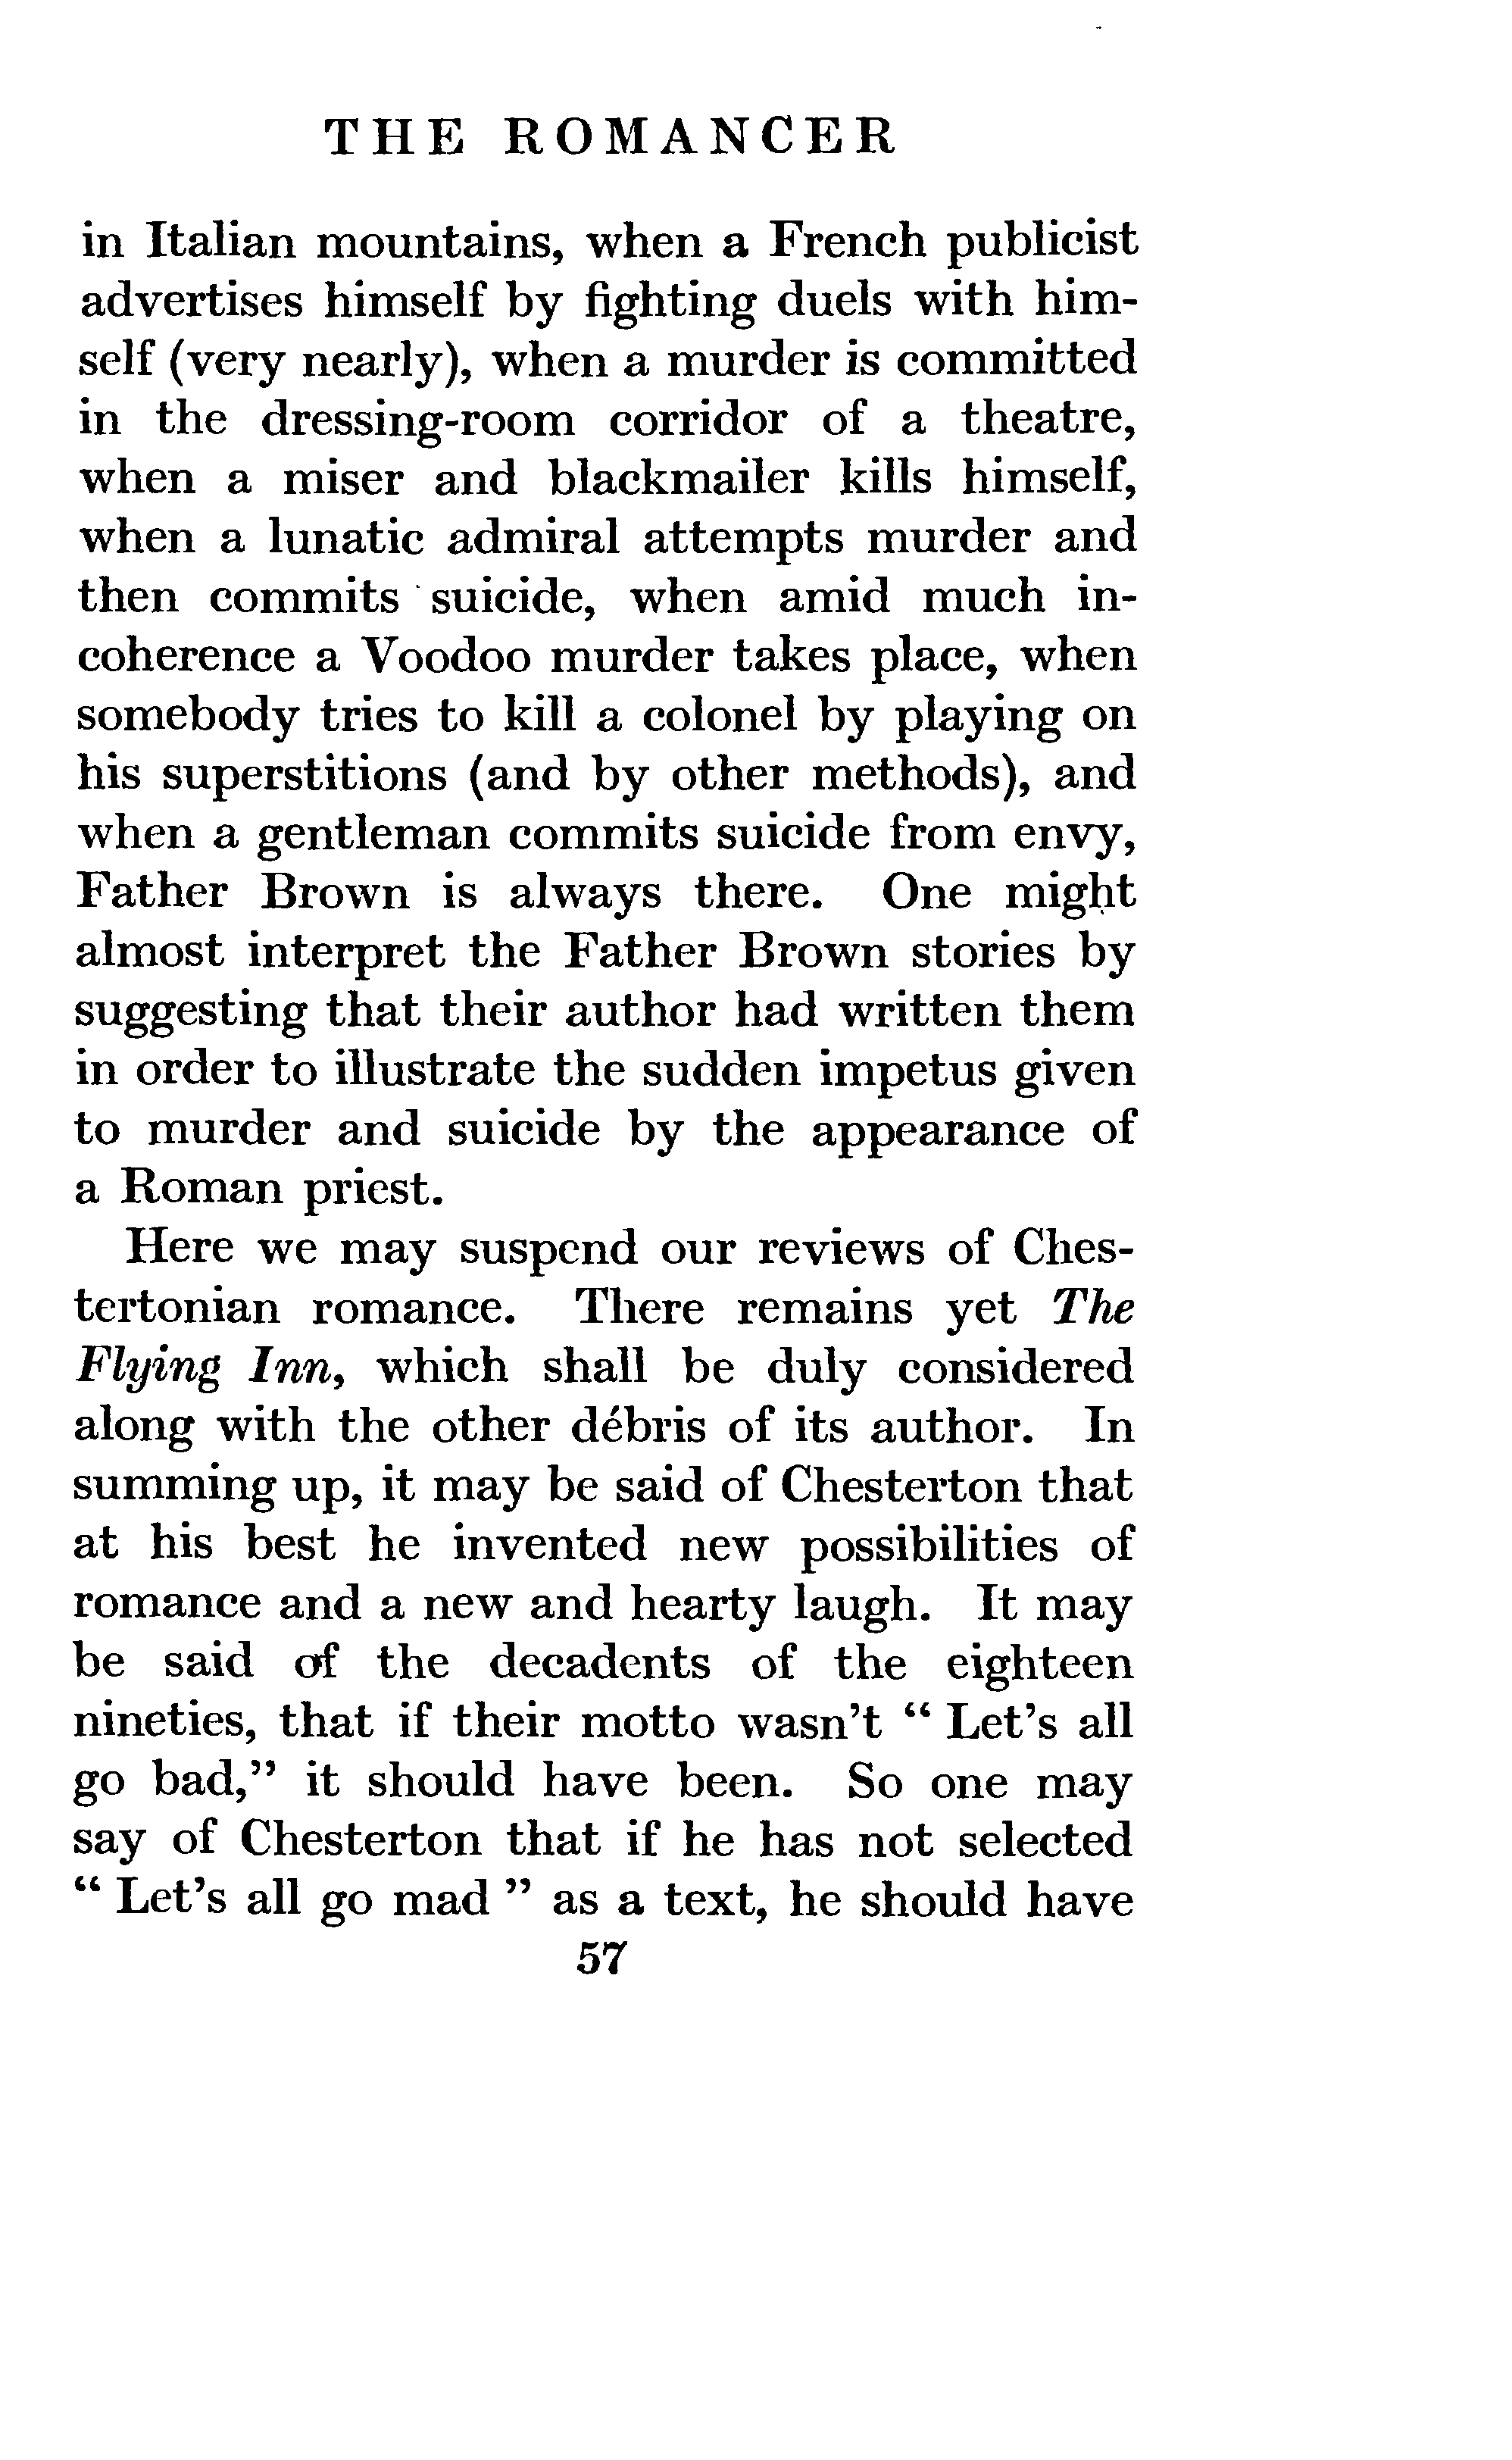 THE ROMANCER
in Italian mountains, when a French publicist
advertises himself by fighting duels with him-
self (very nearly), when a murder is committed
in the dressing-room corridor of a theatre,
when a miser and blackmailer kills himself,
when a lunatic admiral attempts murder and
then commits suicide, when amid much in-
coherence a Voodoo murder takes place, when
somebody tries to kill a colonel by playing on
his superstitions (and by other methods), and
when a gentleman commits suicide from envy,
Father Brown is always there. One might
almost interpret the Father Brown stories by
suggesting that their author had written them
in order to illustrate the sudden impetus given
to murder and suicide by the appearance of
a Roman priest.
Here we may suspend our reviews of Ches-
tertonian romance. There remains yet The
Flying Inn, which shall be duly considered
along with the other débris of its author. In
summing up, it may be said of Chesterton that
at his best he invented new possibilities of
romance and a new and hearty laugh. It may
be said of the decadents of the eighteen
nineties, that if their motto wasn't “ Let's all
go bad,” it should have been. So one may
say of Chesterton that if he has not selected
“ Let's all go mad ” as a text, he should have
57